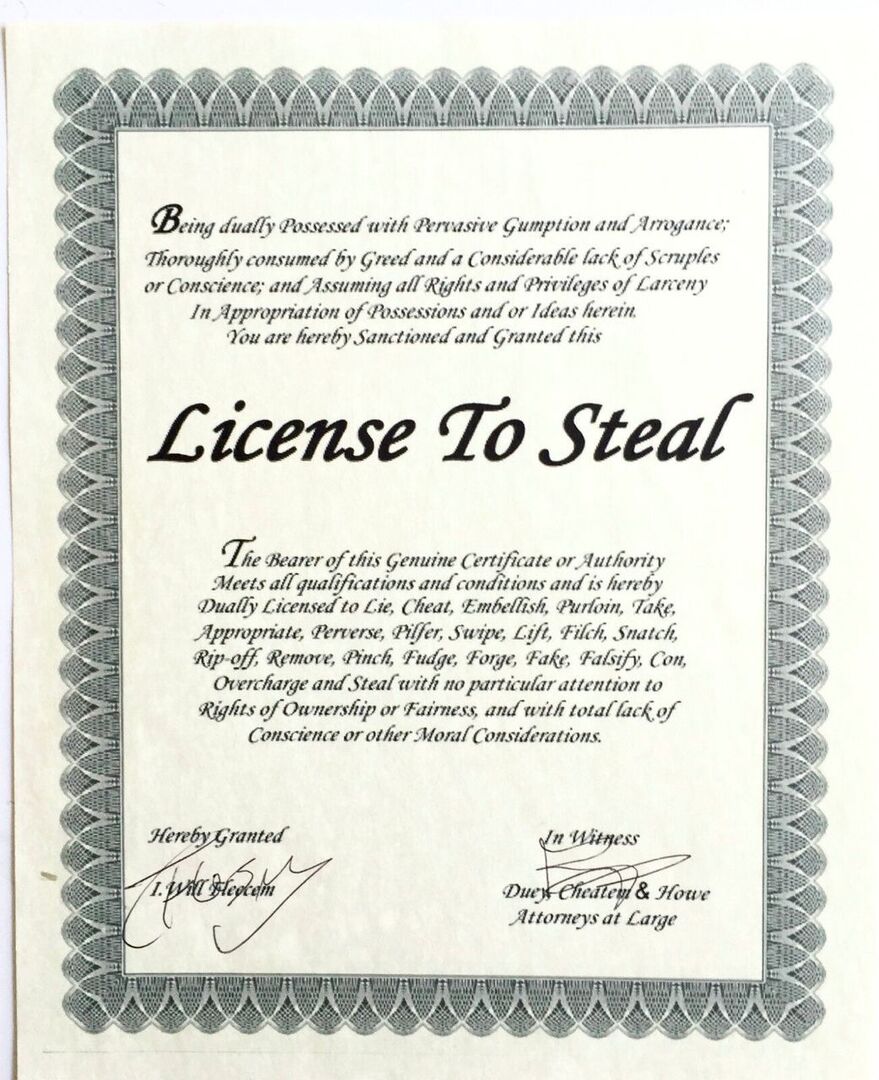 Being dually Possessed with Pervasive Gumption and Arrogance;
Thoroughly consumed by Greed and a Considerable lack of Scruples
or Conscience; and Assuming all Rights and Privileges of Larceny
In Appropriation of Possessions and or Ideas herein.
You are hereby Sanctioned and Granted this
License To Steal
The Bearer of this Genuine Certificate or Authority
Meets all qualifications and conditions and is hereby
Dually Licensed to Lie, Cheat, Embellish, Purloin, Take,
Appropriate, Perverse, Pilfer, Swipe, Lift, Filch, Snatch,
Rip-off, Remove, Pinch, Fudge, Forge, Fake, Falsify, Con,
Overcharge and Steal with no particular attention to
Rights of Ownership or Fairness, and with total lack of
Conscience or other Moral Considerations.
Hereby Granted
I. Will Fleocem
In Witness
Duey, Cheatem & Howe
Attorneys at Large